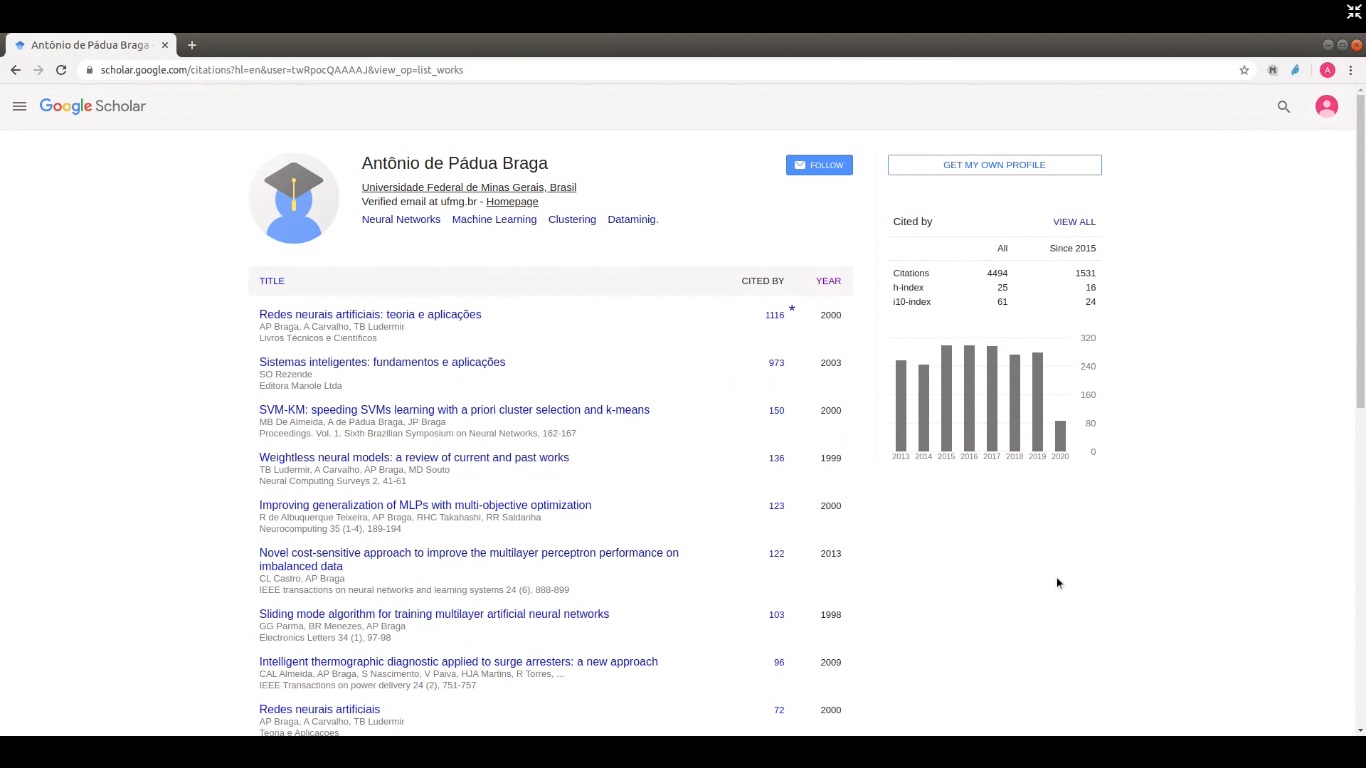 Antônio de Pádua Braga
scholar.google.com/citations?hl=en&user=twRpocQAAAAJ&view_op=list_works
M
A
Google Scholar
Antônio de Pádua Braga
FOLLOW
Universidade Federal de Minas Gerais, Brasil
Verified email at ufmg.br - Homepage
Neural Networks Machine Learning Clustering Dataminig.
TITLE CITED BY YEAR
Redes neurais artificiais: teoria e aplicações 1116 * 2000
AP Braga, A Carvalho, TB Ludermir
Livros Técnicos e Científicos
Sistemas inteligentes: fundamentos e aplicações 973 2003
SO Rezende
Editora Manole Ltda
SVM-KM: speeding SVMs learning with a priori cluster selection and k-means 150 2000
MB De Almeida, A de Pádua Braga, JP Braga
Proceedings. Vol. 1. Sixth Brazilian Symposium on Neural Networks, 162-167
Weightless neural models: a review of current and past works 136 1999
TB Ludermir, A Carvalho, AP Braga, MD Souto
Neural Computing Surveys 2, 41-61
Improving generalization of MLPs with multi-objective optimization 123 2000
R de Albuquerque Teixeira, AP Braga, RHC Takahashi, RR Saldanha
Neurocomputing 35 (1-4), 189-194
Novel cost-sensitive approach to improve the multilayer perceptron performance on 122 2013
imbalanced data
CL Castro, AP Braga
IEEE transactions on neural networks and learning systems 24 (6), 888-899
Sliding mode algorithm for training multilayer artificial neural networks 103 1998
GG Parma, BR Menezes, AP Braga
Electronics Letters 34 (1), 97-98
Intelligent thermographic diagnostic applied to surge arresters: a new approach 96 2009
CAL Almeida, AP Braga, S Nascimento, V Paiva, HJA Martins, R Torres, ...
IEEE Transactions on power delivery 24 (2), 751-757
Redes neurais artificiais 72 2000
AP Braga, A Carvalho, TB Ludermir
Teoria e Aplicacoes
GET MY OWN PROFILE
Cited by VIEW ALL
All Since 2015
Citations 4494 1531
h-index 25 16
i10-index 61 24
320
240
160
80
0
2013 2014 2015 2016 2017 2018 2019 2020